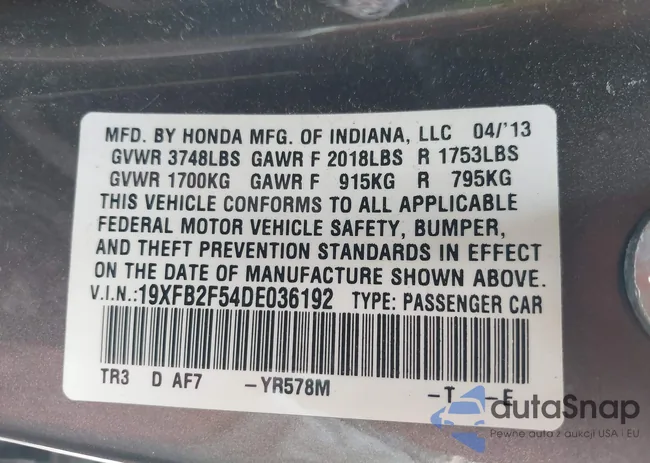 MFD. BY HONDA MFG. OF INDIANA, LLC 04/'13
GVWR 3748LBS GAWR F 2018LBS R 1753LBS
GVWR 1700KG GAWR F 915KG R 795KG
THIS VEHICLE CONFORMS TO ALL APPLICABLE
FEDERAL MOTOR VEHICLE SAFETY, BUMPER,
AND THEFT PREVENTION STANDARDS IN EFFECT
ON THE DATE OF MANUFACTURE SHOWN ABOVE.
V.I.N.:19XFB2F54DE036192 TYPE: PASSENGER CAR
TR3 D AF7 -YR578M -T -E
dutaSnap
Pewne auta z aukcji USA i EU